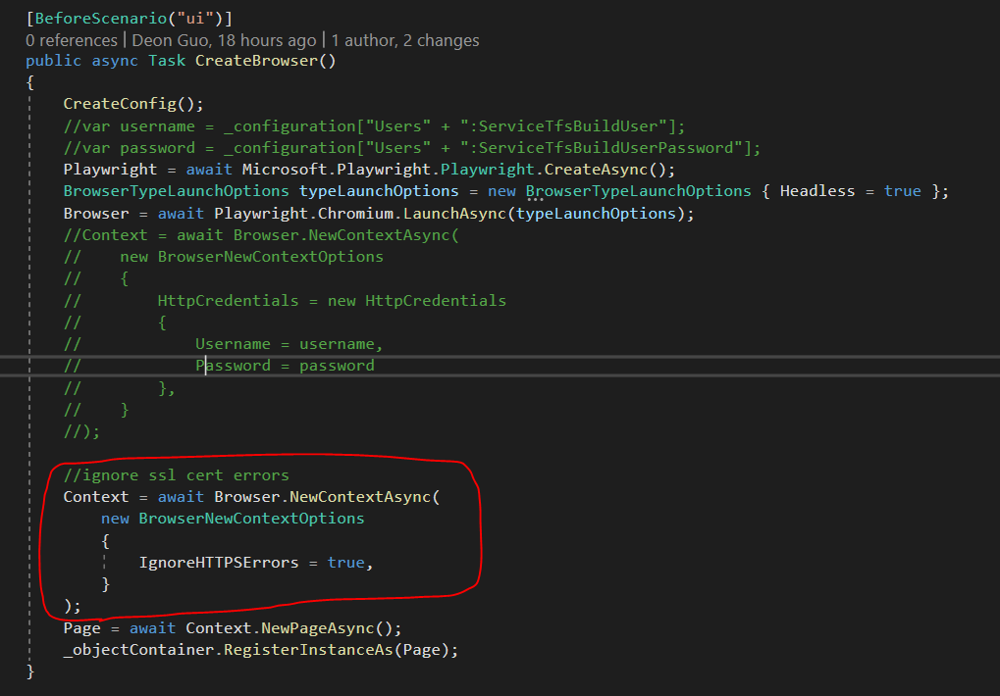 [BeforeScenario("ui")]
0 references | Deon Guo, 18 hours ago | 1 author, 2 changes
public async Task CreateBrowser()
{
    CreateConfig();
    //var username = _configuration["Users" + ":ServiceTfsBuildUser"];
    //var password = _configuration["Users" + ":ServiceTfsBuildUserPassword"];
    Playwright = await Microsoft.Playwright.Playwright.CreateAsync();
    BrowserTypeLaunchOptions typeLaunchOptions = new BrowserTypeLaunchOptions { Headless = true };
    Browser = await Playwright.Chromium.LaunchAsync(typeLaunchOptions);
    //Context = await Browser.NewContextAsync(
    //    new BrowserNewContextOptions
    //    {
    //        HttpCredentials = new HttpCredentials
    //        {
    //            Username = username,
    //            Password = password
    //        },
    //    }
    //);

    //ignore ssl cert errors
    Context = await Browser.NewContextAsync(
        new BrowserNewContextOptions
        {
            IgnoreHTTPSErrors = true,
        }
    );
    Page = await Context.NewPageAsync();
    _objectContainer.RegisterInstanceAs(Page);
}